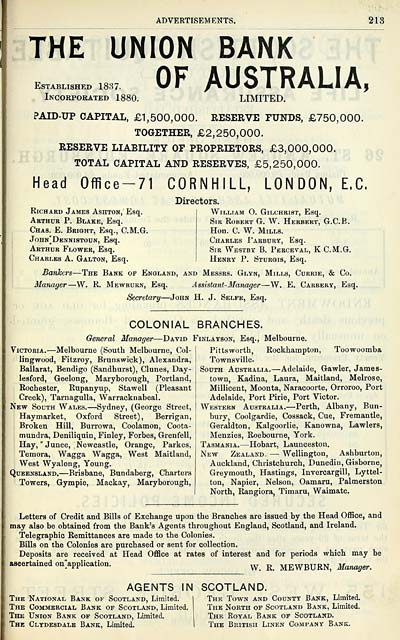 ADVERTISEMENTS. 213
THE UNION BANK
ESTABLISHED 1837.
INCORPORATED 1880.
OF AUSTRALIA,
LIMITED.
PAID-UP CAPITAL, £1,500,000. RESERVE FUNDS, £750,000.
TOGETHER, £2,250,000.
RESERVE LIABILITY OF PROPRIETORS, £3,000,000.
TOTAL CAPITAL AND RESERVES, £5,250,000.
Head Office—71 CORNHILL, LONDON, E.C.
Directors.
RICHARD JAMES ASHTON, Esq.
ARTHUR P. BLAKE, Esq.
CHAS. E. BRIGHT, Esq., C.M.G.
JOHN DENNISTOUN, Esq.
ARTHUR FLOWER, Esq.
CHARLES A. GALTON, Esq.
WILLIAM O. GILCHRIST, Esq.
SIR ROBERT G. W. HERBERT, G.C.B.
HON. C. W. MILLS.
CHARLES PARBURY, Esq.
SIR WESTBY B. PERCEVAL, K C.M.G.
HENRY P. STURGIS, Esq.
Bankers—THE BANK OF ENGLAND, AND MESSRS. GLYN, MILLS, CURRIE, & Co.
Manager—W. R. MEWBURN, Esq. Assistant-Manager—W. E. CARBERY, Esq.
Secretary—JOHN H. J. SELFE, Esq.
COLONIAL BRANCHES.
General Manager—DAVID FINLAYSON, Esq., Melbourne.
VICTORIA.—Melbourne (South Melbourne, Col-
lingwood, Fitzroy, Brunswick), Alexandra,
Ballarat, Bendigo (Sandhurst), Clunes, Day-
lesford, Geelong, Maryborough, Portland,
Rochester, Rupanyup, Stawell (Pleasant
Creek), Tarnagulla, Warracknabeal.
NEW SOUTH WALES.—Sydney, (George Street,
Haymarket, Oxford Street), Berrigan,
Broken Hill, Burrowa, Coolamon, Coota-
mundra, Deniliquin, Finley, Forbes, Grenfell,
Hay, Junee, Newcastle, Orange, Parkes,
Temora, Wagga Wagga, West Maitland,
West Wyalong, Young.
QUEENSLAND.—Brisbane, Bundaberg, Charters
Towers, Gympie, Mackay, Maryborough,
Pittsworth, Rockhampton, Toowoomba
Townsville.
SOUTH AUSTRALIA.—Adelaide, Gawler, James-
town, Kadina, Laura, Maitland, Melrose,
Millicent, Moonta, Naracoorte, Orroroo, Port
Adelaide, Port Pirie, Port Victor.
WESTERN AUSTRALIA.—Perth, Albany, Bun-
bury, Coolgardie, Cossack, Cue, Fremantle,
Geraldton, Kalgoorlie, Kanowna, Lawlers,
Menzies, Roebourne, York.
TASMANIA.—Hobart, Launceston.
NEW ZEALAND.—Wellington, Ashburton,
Auckland, Christchurch, Dunedin, Gisborne,
Greymouth, Hastings, Invercargill, Lyttel-
ton, Napier, Nelson, Oamaru, Palmerston
North, Rangiora, Timaru, Waimate.
Letters of Credit and Bills of Exchange upon the Branches are issued by the Head Office, and
may also be obtained from the Bank's Agents throughout England, Scotland, and Ireland.
Telegraphic Remittances are made to the Colonies.
Bills on the Colonies are purchased or sent for collection.
Deposits are received at Head Office at rates of interest and for periods which may be
ascertained on application.
W. R. MEWBURN, Manager.
AGENTS IN SCOTLAND.
THE NATIONAL BANK OF SCOTLAND, Limited.
THE COMMERCIAL BANK OF SCOTLAND, Limited.
THE UNION BANK OF SCOTLAND, Limited.
THE CLYDESDALE BANK, Limited.
THE TOWN AND COUNTY BANK, Limited.
THE NORTH OF SCOTLAND BANK, Limited.
THE ROYAL BANK OF SCOTLAND.
THE BRITISH LINEN COMPANY BANK.